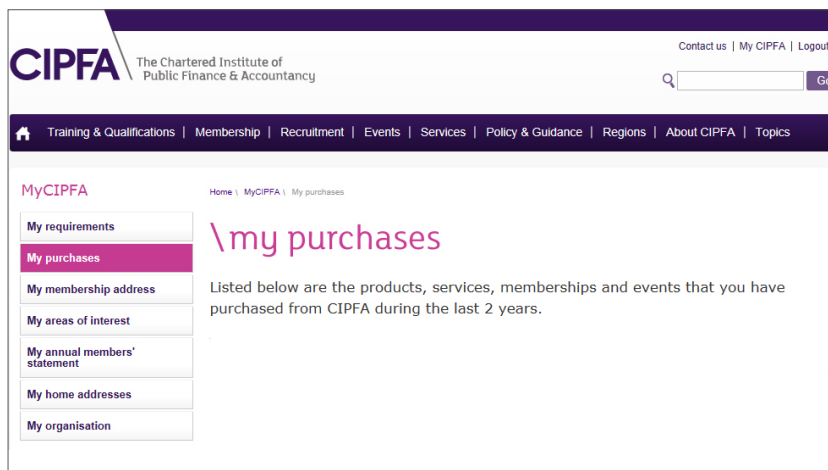 Contact us | My CIPFA | Logout
CIPFA
The Chartered Institute of
Public Finance & Accountancy
Training & Qualifications | Membership | Recruitment | Events | Services | Policy & Guidance | Regions | About CIPFA | Topics
MyCIPFA
My requirements
My purchases
My membership address
My areas of interest
My annual members'
statement
My home addresses
My organisation
Home \ MyCIPFA \ My purchases
\my purchases
Listed below are the products, services, memberships and events that you have
purchased from CIPFA during the last 2 years.